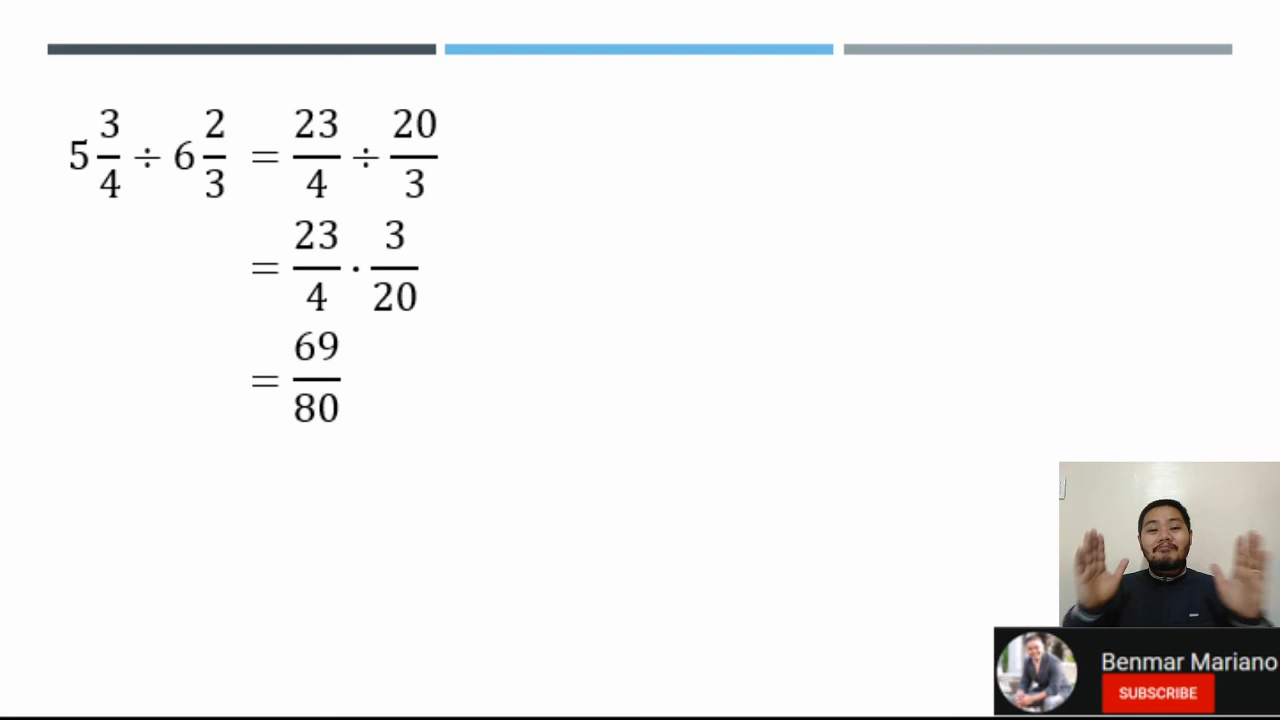 5 3/4 ÷ 6 2/3 = 23/4 ÷ 20/3
= 23/4 · 3/20
= 69/80
Benmar Mariano
SUBSCRIBE